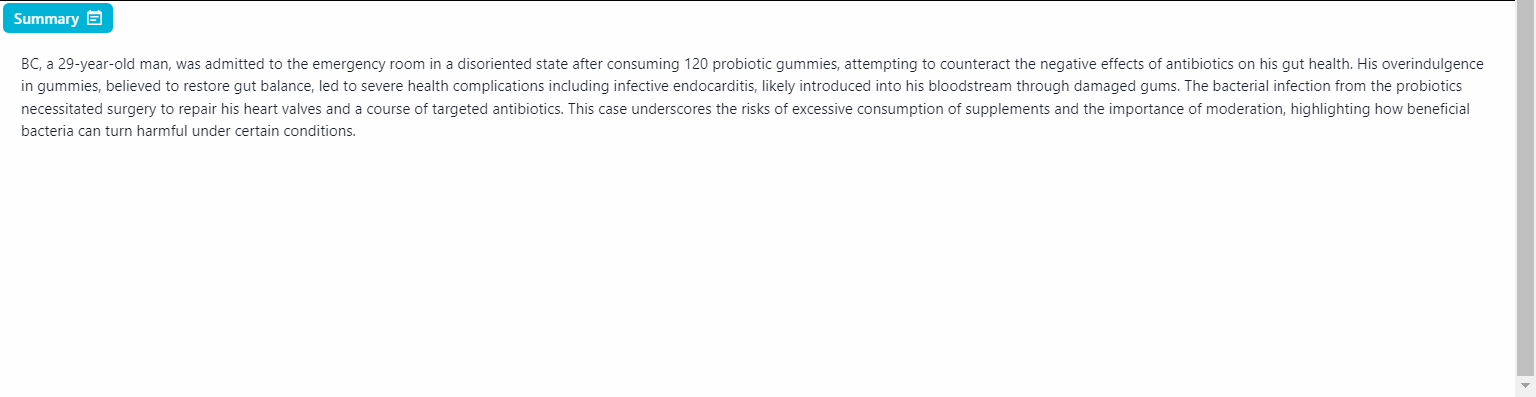 Summary
BC, a 29-year-old man, was admitted to the emergency room in a disoriented state after consuming 120 probiotic gummies, attempting to counteract the negative effects of antibiotics on his gut health. His overindulgence
in gummies, believed to restore gut balance, led to severe health complications including infective endocarditis, likely introduced into his bloodstream through damaged gums. The bacterial infection from the probiotics
necessitated surgery to repair his heart valves and a course of targeted antibiotics. This case underscores the risks of excessive consumption of supplements and the importance of moderation, highlighting how beneficial
bacteria can turn harmful under certain conditions.